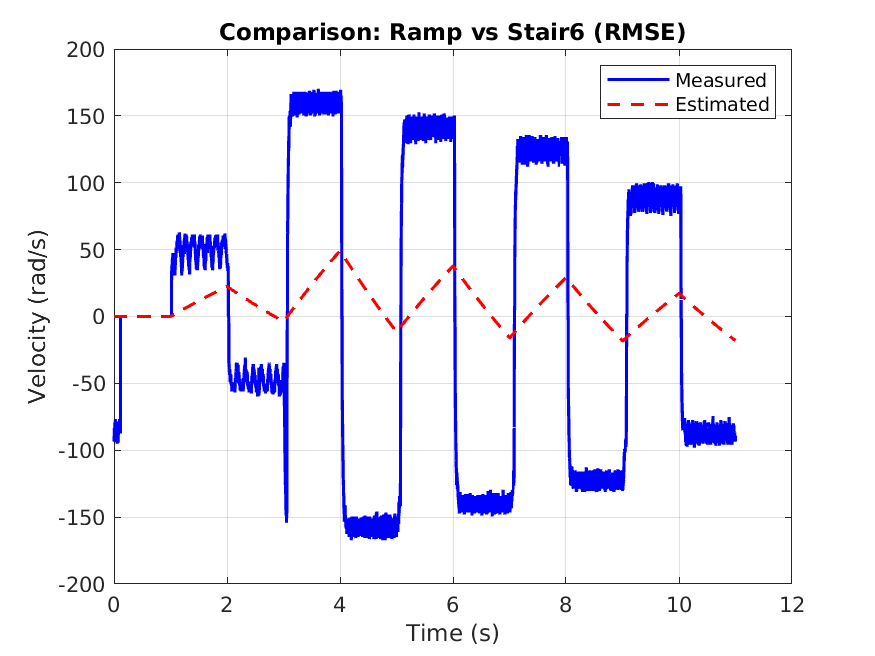 Comparison: Ramp vs Stair6 (RMSE)
Measured
Estimated
Velocity (rad/s)
200
150
100
50
0
-50
-100
-150
-200
0 2 4 6 8 10 12
Time (s)